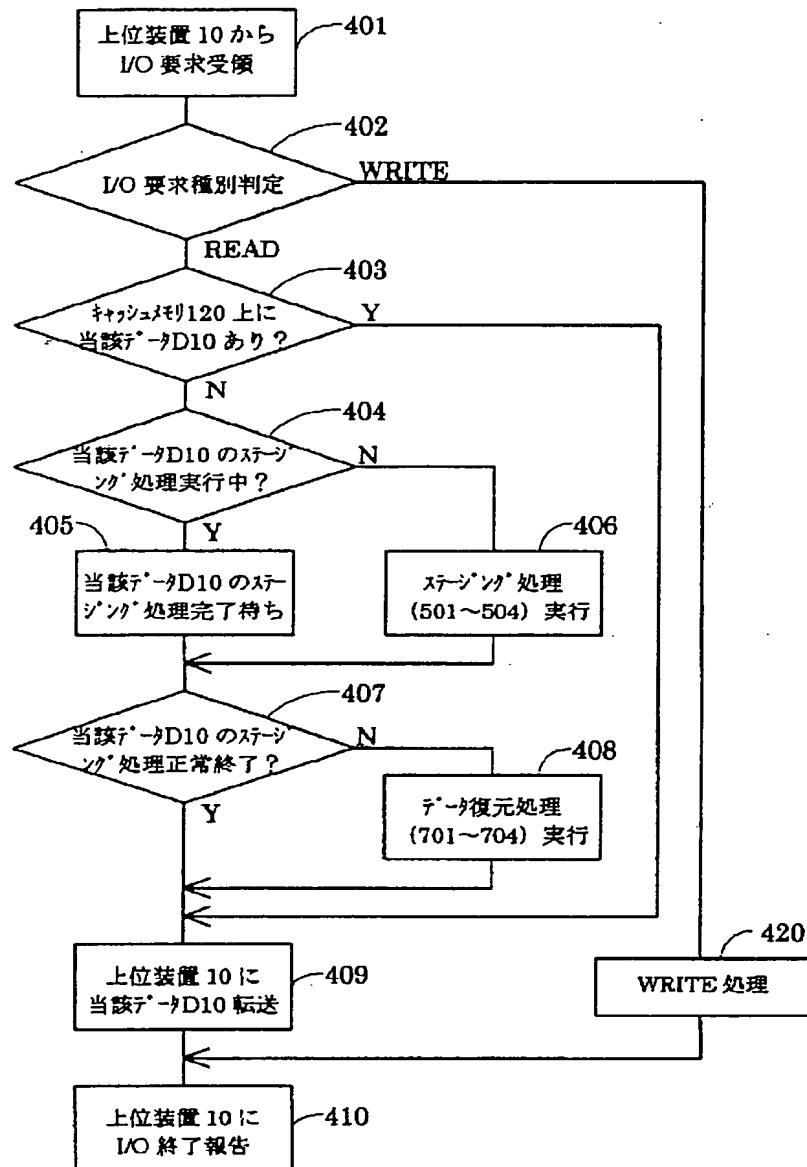 上位装置 10 から
I/O 要求受領
401
402
I/O 要求種別判定
WRITE
READ
403
キャッシュメモリ120 上に
当該データD10 あり？
Y
N
404
当該データD10 のステージ
ング処理実行中？
N
Y
405
当該データD10 のステー
ジング処理完了待ち
406
ステージング処理
(501～504) 実行
407
当該データD10 のステージ
ング処理正常終了？
N
Y
408
データ復元処理
(701～704) 実行
上位装置 10 に
当該データD10 転送
409
420
WRITE 処理
上位装置 10 に
I/O 終了報告
410